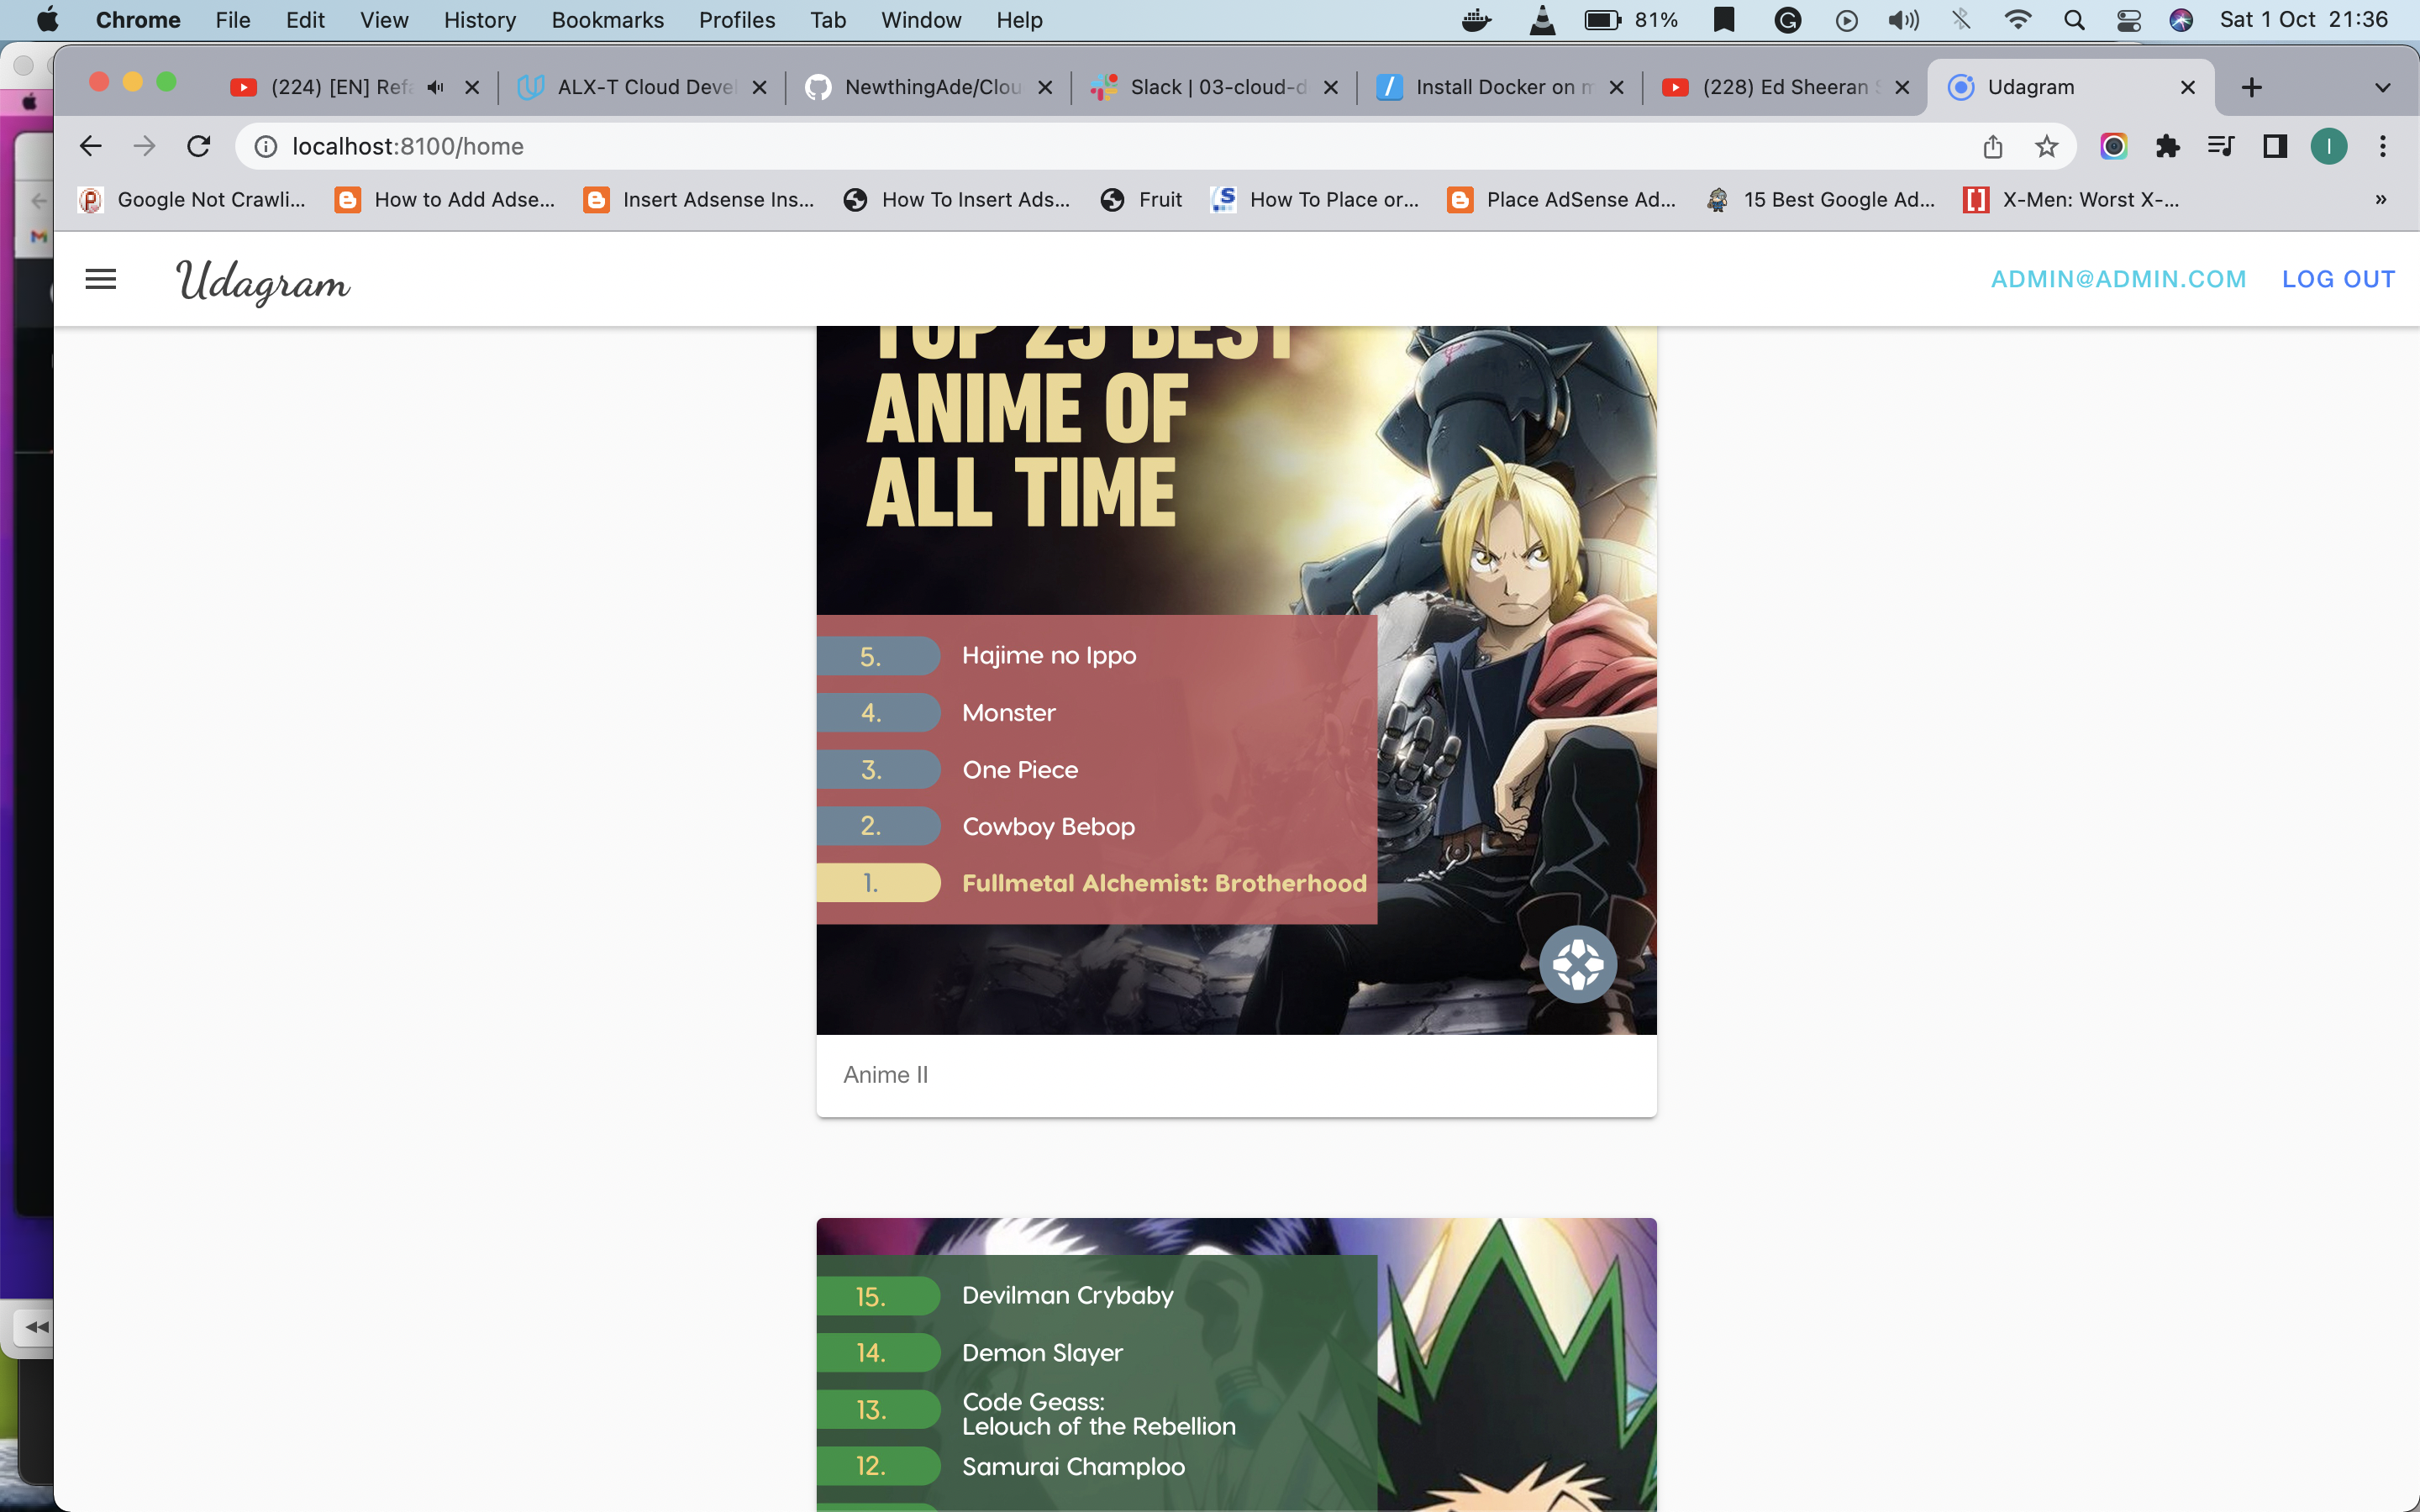 Chrome File Edit View History Bookmarks Profiles Tab Window Help 81% Sat 1 Oct 21:36
(224) [EN] Refa ALX-T Cloud Devel NewthingAde/Clou Slack | 03-cloud-d Install Docker on m (228) Ed Sheeran S Udagram
localhost:8100/home I
Google Not Crawli... How to Add Adse... Insert Adsense Ins... How To Insert Ads... Fruit How To Place or... Place AdSense Ad... 15 Best Google Ad... X-Men: Worst X-... »
Udagram ADMIN@ADMIN.COM LOG OUT
TOP 25 BEST
ANIME OF
ALL TIME
5. Hajime no Ippo
4. Monster
3. One Piece
2. Cowboy Bebop
1. Fullmetal Alchemist: Brotherhood
Anime II
15. Devilman Crybaby
14. Demon Slayer
13. Code Geass:
Lelouch of the Rebellion
12. Samurai Champloo